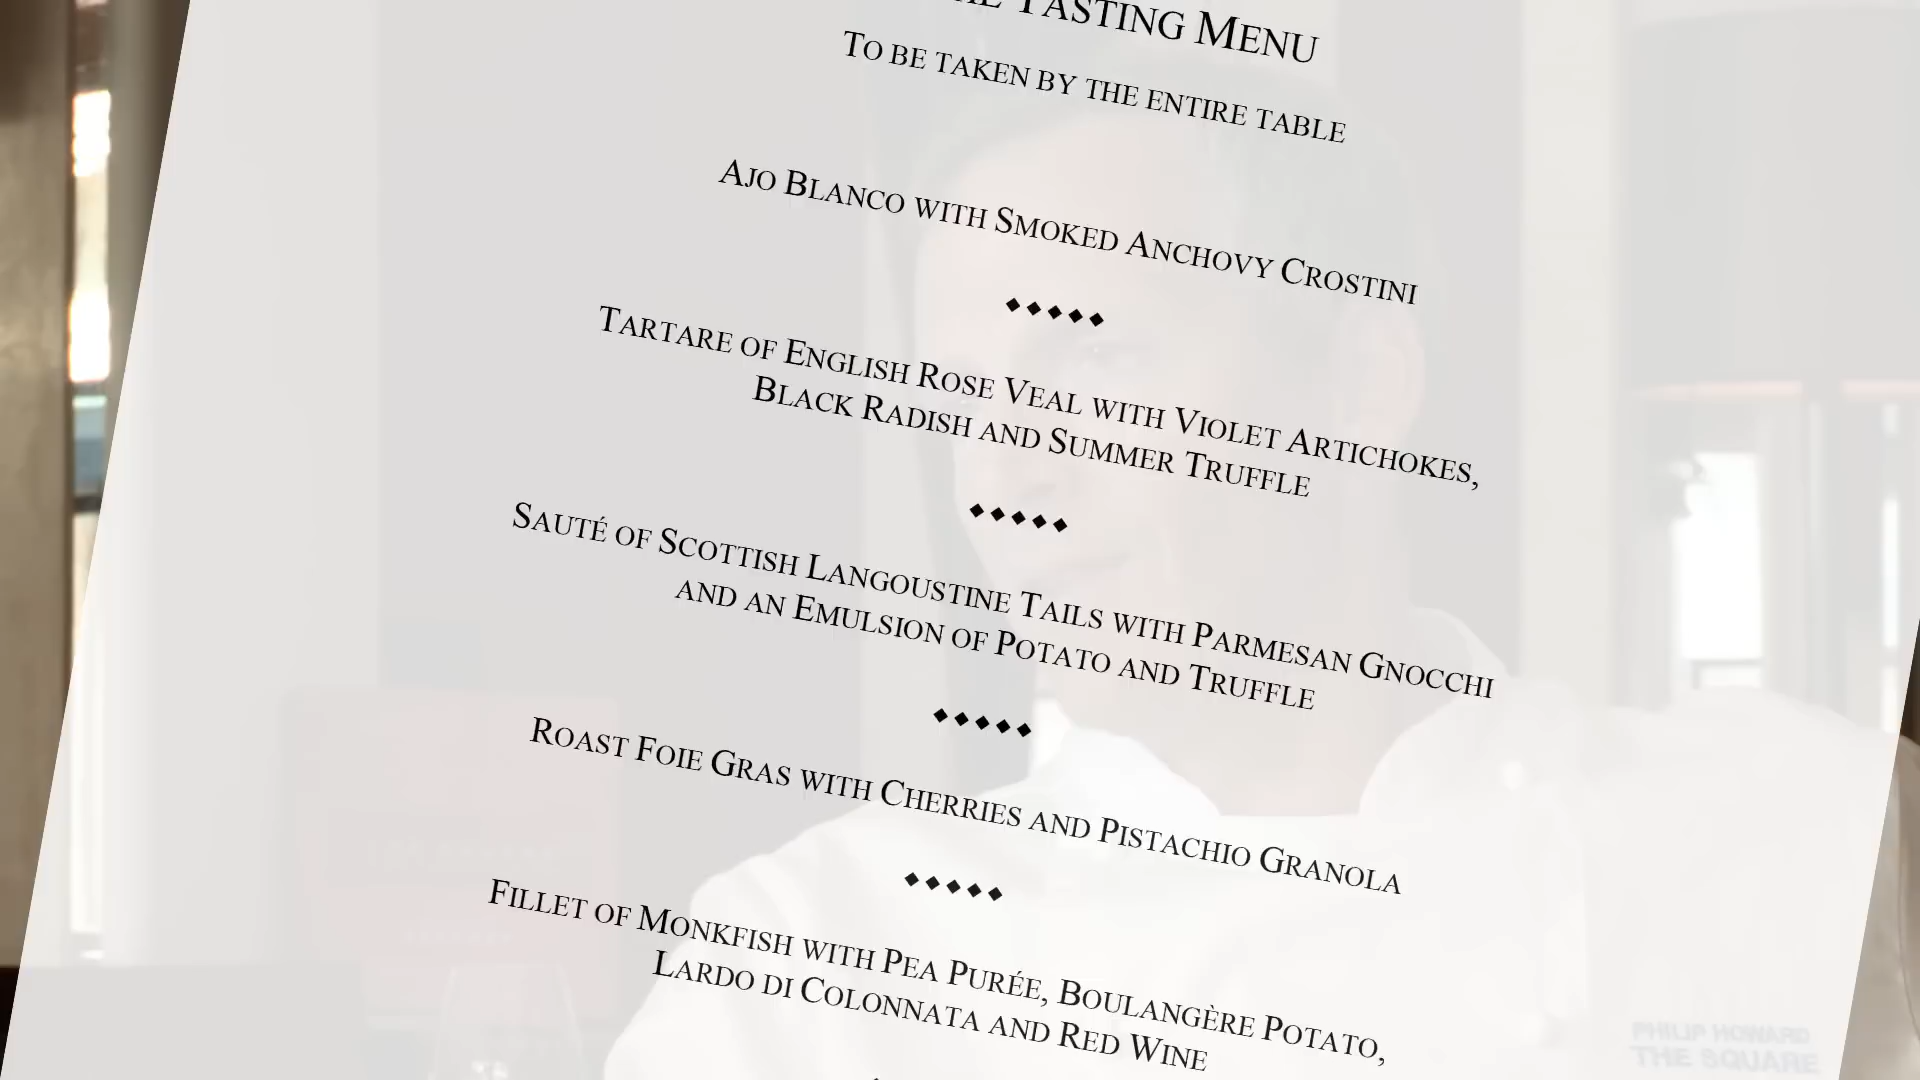 Tasting Menu
To be taken by the entire table
Ajo Blanco with Smoked Anchovy Crostini
Tartare of English Rose Veal with Violet Artichokes,
Black Radish and Summer Truffle
Sauté of Scottish Langoustine Tails with Parmesan Gnocchi
and an Emulsion of Potato and Truffle
Roast Foie Gras with Cherries and Pistachio Granola
Fillet of Monkfish with Pea Purée, Boulangère Potato,
Lardo di Colonnata and Red Wine
PHILIP HOWARD
THE SQUARE